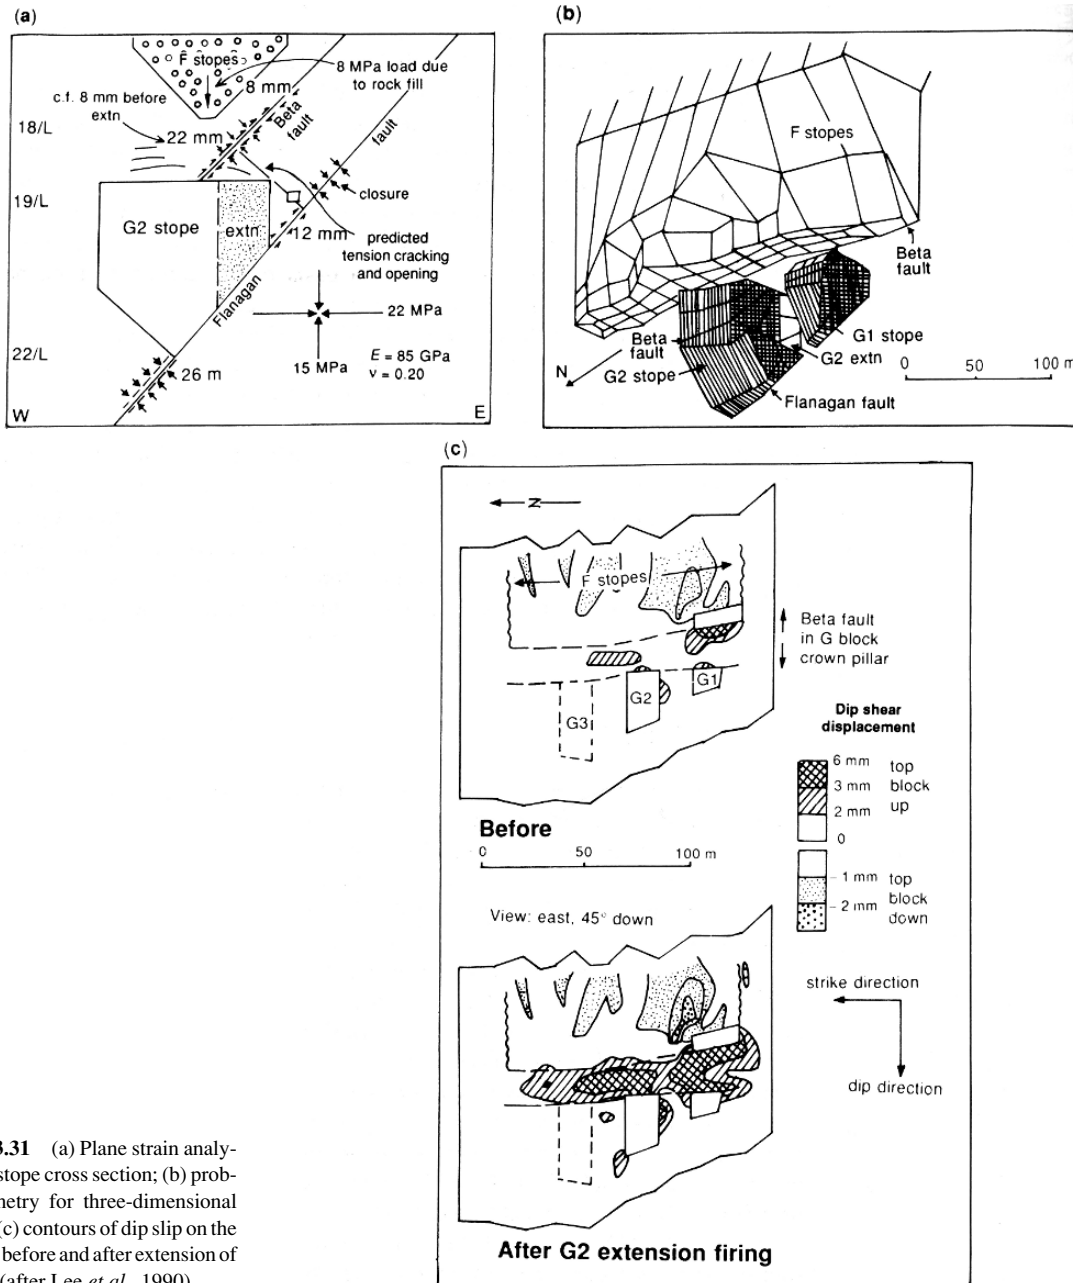 (a)
F stopes
8 MPa load due
to rock fill
8 mm
c.f. 8 mm before
extn
Beta
fault
fault
18/L
22 mm
closure
19/L
G2 stope
extn
12 mm
predicted
tension cracking
and opening
Flanagan
22 MPa
15 MPa
E = 85 GPa
ν = 0.20
22/L
26 m
W
E
(b)
F stopes
Beta
fault
G1 stope
Beta
fault
G2 extn
N
G2 stope
0 50 100 m
Flanagan fault
(c)
N
F stopes
Beta fault
in G block
crown pillar
G1
G2
G3
Dip shear
displacement
6 mm
top
3 mm
block
2 mm
up
0
- 1 mm
top
- 2 mm
block
down
Before
0 50 100 m
View: east, 45° down
strike direction
dip direction
After G2 extension firing
3.31 (a) Plane strain analy-
stope cross section; (b) prob-
metry for three-dimensional
(c) contours of dip slip on the
before and after extension of
(after Lee et al., 1990)